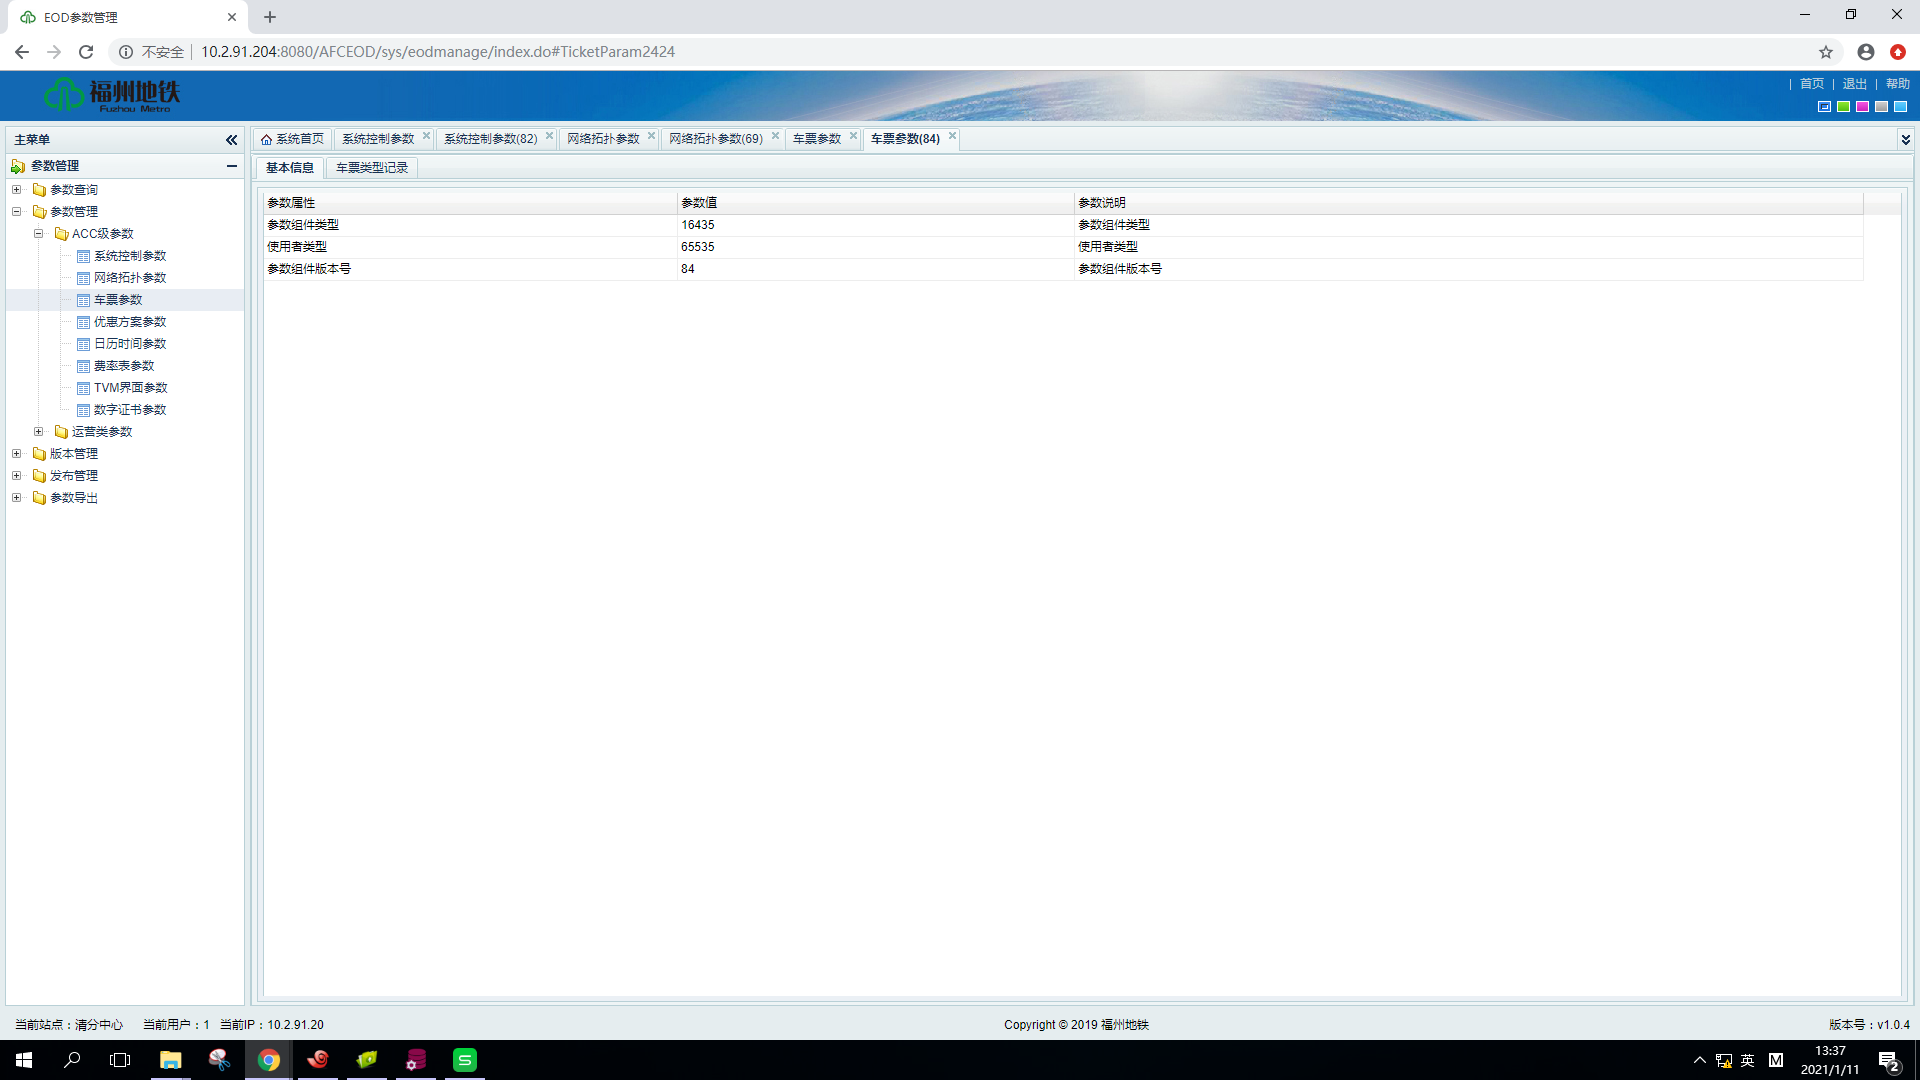 EOD参数管理
不安全 10.2.91.204:8080/AFCEOD/sys/eodmanage/index.do#TicketParam2424
福州地铁
Fuzhou Metro
| 首页 | 退出 | 帮助
主菜单
参数管理
参数查询
参数管理
ACC级参数
系统控制参数
网络拓扑参数
车票参数
优惠方案参数
日历时间参数
费率表参数
TVM界面参数
数字证书参数
运营类参数
版本管理
发布管理
参数导出
系统首页 系统控制参数 系统控制参数(82) 网络拓扑参数 网络拓扑参数(69) 车票参数 车票参数(84)
基本信息 车票类型记录
参数属性 参数值 参数说明
参数组件类型 16435 参数组件类型
使用者类型 65535 使用者类型
参数组件版本号 84 参数组件版本号
当前站点：清分中心 当前用户：1 当前IP：10.2.91.20
Copyright © 2019 福州地铁
版本号：v1.0.4
英 M
13:37
2021/1/11
2